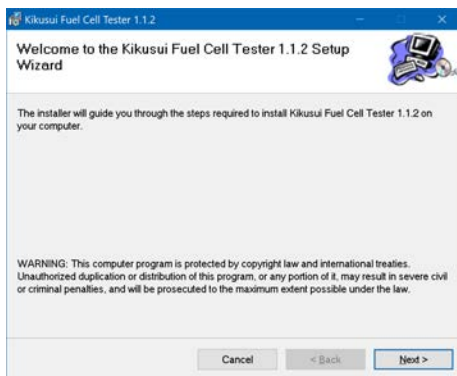 Kikusui Fuel Cell Tester 1.1.2
Welcome to the Kikusui Fuel Cell Tester 1.1.2 Setup
Wizard
The installer will guide you through the steps required to install Kikusui Fuel Cell Tester 1.1.2 on
your computer.
WARNING: This computer program is protected by copyright law and international treaties.
Unauthorized duplication or distribution of this program, or any portion of it, may result in severe civil
or criminal penalties, and will be prosecuted to the maximum extent possible under the law.
Cancel
< Back
Next >